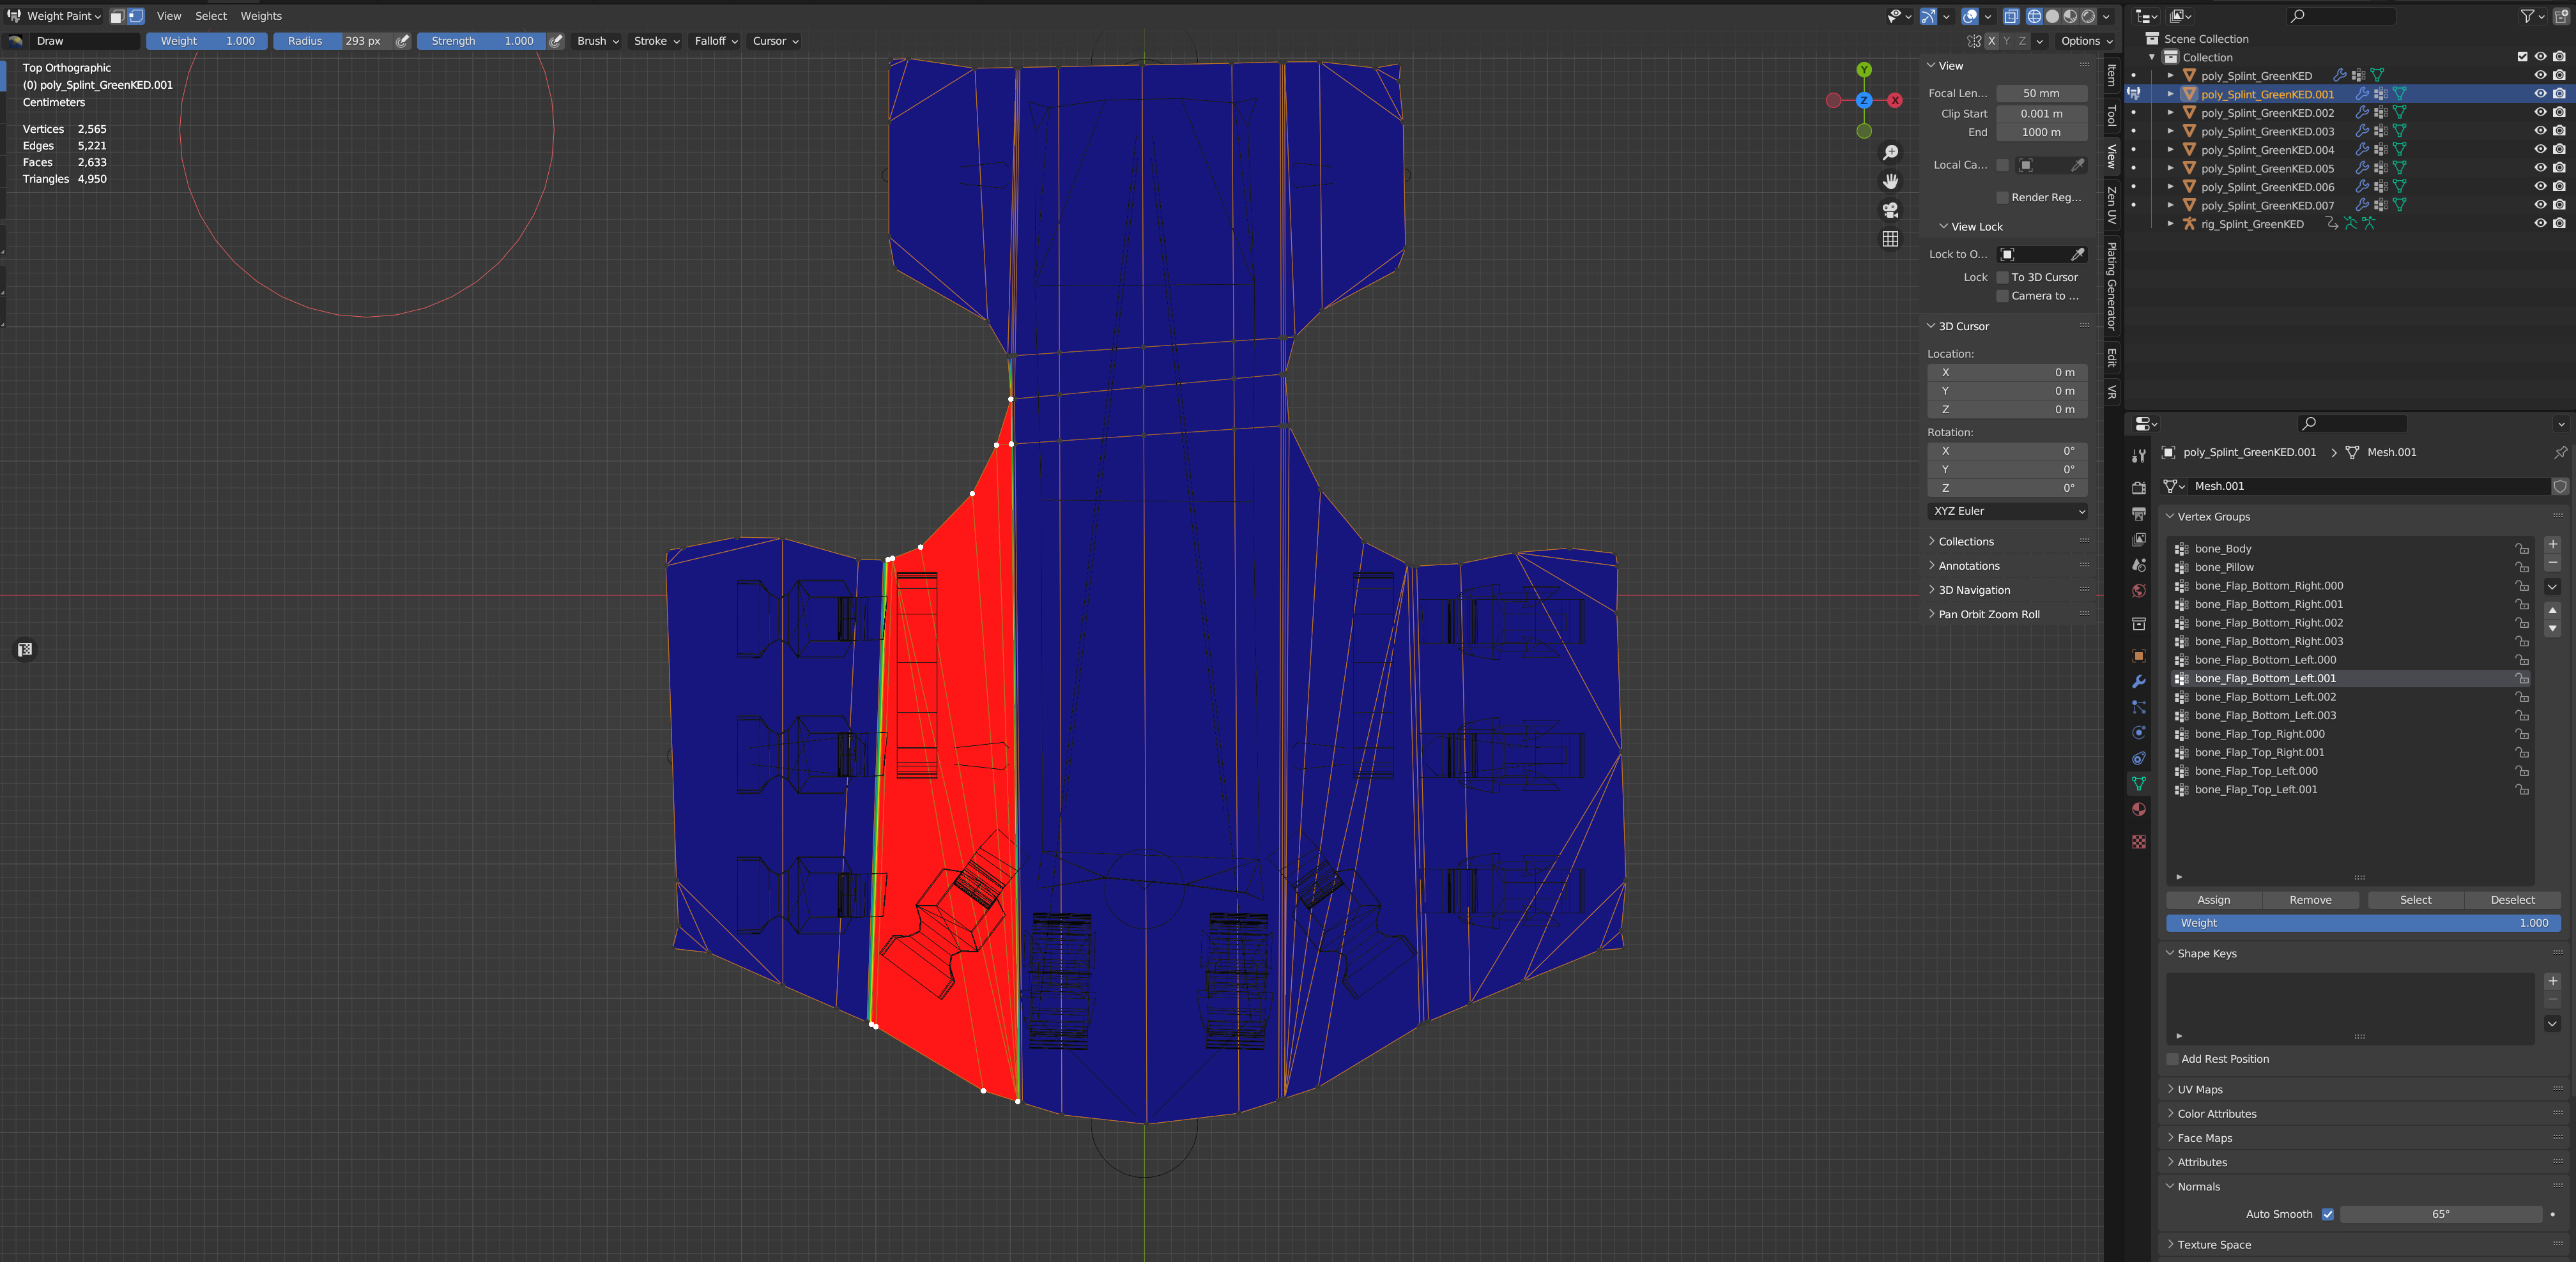 Weight Paint View Select Weights
Draw Weight 1.000 Radius 293 px Strength 1.000 Brush Stroke Falloff Cursor X Y Z Options
Top Orthographic
(0) poly_Splint_GreenKED.001
Centimeters
Vertices 2,565
Edges 5,221
Faces 2,633
Triangles 4,950
Y
Z X
View
Focal Len... 50 mm
Clip Start 0.001 m
End 1000 m
Local Ca...
Render Reg...
View Lock
Lock to O...
Lock To 3D Cursor
Camera to ...
3D Cursor
Location:
X 0 m
Y 0 m
Z 0 m
Rotation:
X 0°
Y 0°
Z 0°
XYZ Euler
Collections
Annotations
3D Navigation
Pan Orbit Zoom Roll
Item
Tool
View
Zen UV
Plating Generator
Edit
VR
Scene Collection
Collection
poly_Splint_GreenKED
poly_Splint_GreenKED.001
poly_Splint_GreenKED.002
poly_Splint_GreenKED.003
poly_Splint_GreenKED.004
poly_Splint_GreenKED.005
poly_Splint_GreenKED.006
poly_Splint_GreenKED.007
rig_Splint_GreenKED
poly_Splint_GreenKED.001 > Mesh.001
Mesh.001
Vertex Groups
bone_Body
bone_Pillow
bone_Flap_Bottom_Right.000
bone_Flap_Bottom_Right.001
bone_Flap_Bottom_Right.002
bone_Flap_Bottom_Right.003
bone_Flap_Bottom_Left.000
bone_Flap_Bottom_Left.001
bone_Flap_Bottom_Left.002
bone_Flap_Bottom_Left.003
bone_Flap_Top_Right.000
bone_Flap_Top_Right.001
bone_Flap_Top_Left.000
bone_Flap_Top_Left.001
Assign Remove Select Deselect
Weight 1.000
Shape Keys
Add Rest Position
UV Maps
Color Attributes
Face Maps
Attributes
Normals
Auto Smooth 65°
Texture Space